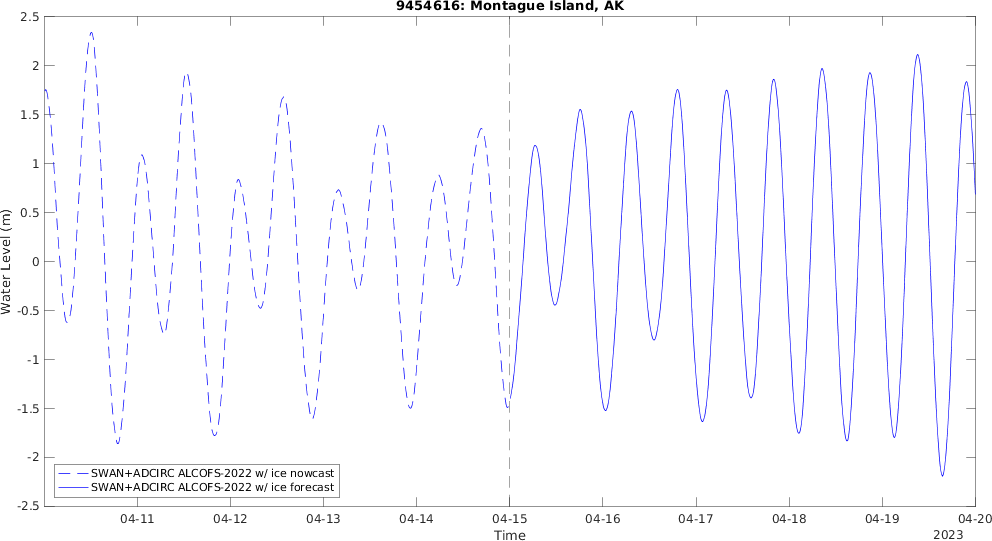 9454616: Montague Island, AK
2.5
2
1.5
1
0.5
0
-0.5
-1
-1.5
-2
-2.5
Water Level (m)
SWAN+ADCIRC ALCOFS-2022 w/ ice nowcast
SWAN+ADCIRC ALCOFS-2022 w/ ice forecast
04-11 04-12 04-13 04-14 04-15 04-16 04-17 04-18 04-19 04-20
Time
2023